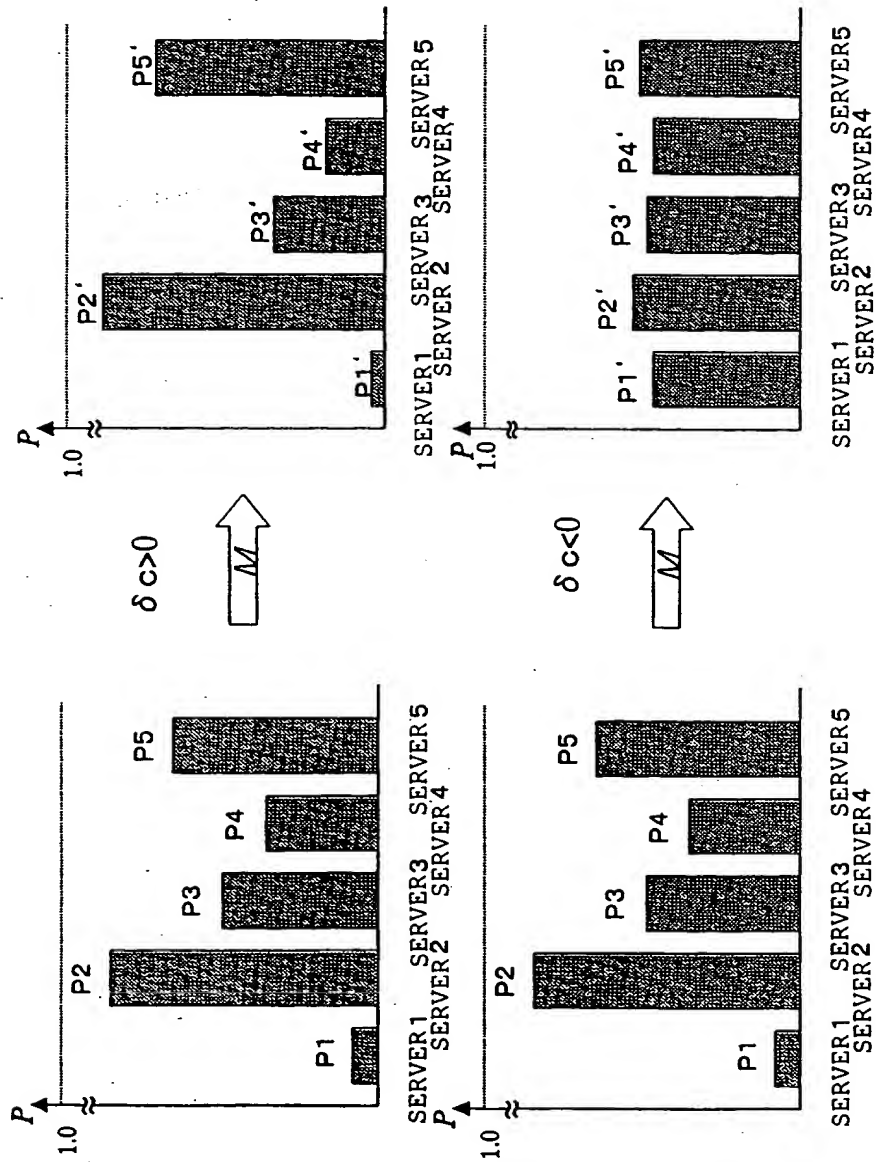 P
1.0
P1
P2
P3
P4
P5
SERVER1 SERVER3 SERVER5
SERVER2 SERVER4
δc>0
M
P
1.0
P1'
P2'
P3'
P4'
P5'
SERVER1 SERVER3 SERVER5
SERVER2 SERVER4
P
1.0
P1
P2
P3
P4
P5
SERVER1 SERVER3 SERVER5
SERVER2 SERVER4
δc<0
M
P
1.0
P1'
P2'
P3'
P4'
P5'
SERVER1 SERVER3 SERVER5
SERVER2 SERVER4